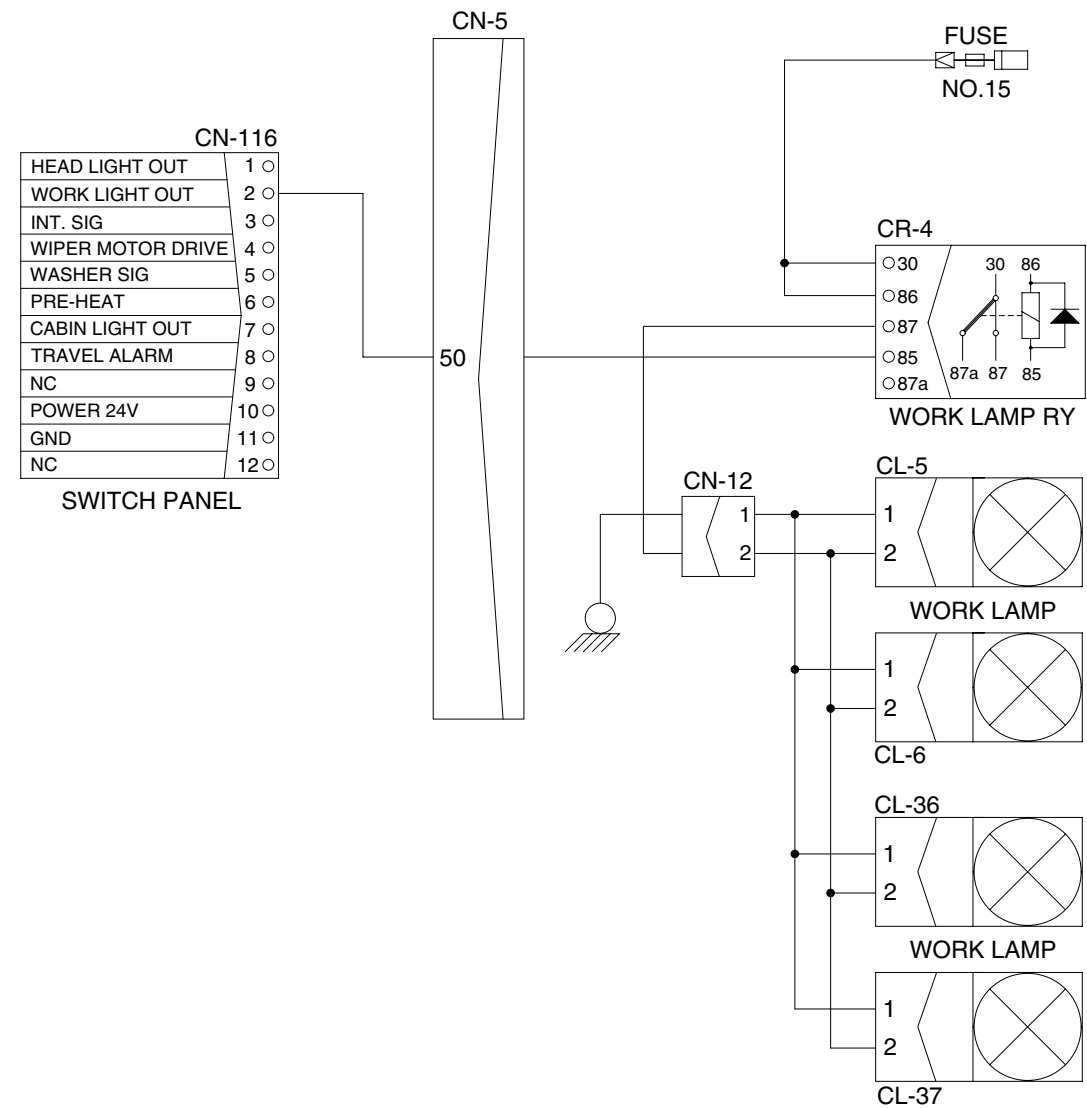 CN-5
FUSE
NO.15
CN-116
HEAD LIGHT OUT 1
WORK LIGHT OUT 2
INT. SIG 3
WIPER MOTOR DRIVE 4
WASHER SIG 5
PRE-HEAT 6
CABIN LIGHT OUT 7
TRAVEL ALARM 8
NC 9
POWER 24V 10
GND 11
NC 12
SWITCH PANEL
50
CR-4
30
86
87
85
87a
30 86
87a 87 85
WORK LAMP RY
CN-12
1
2
CL-5
1
2
WORK LAMP
1
2
CL-6
CL-36
1
2
WORK LAMP
1
2
CL-37